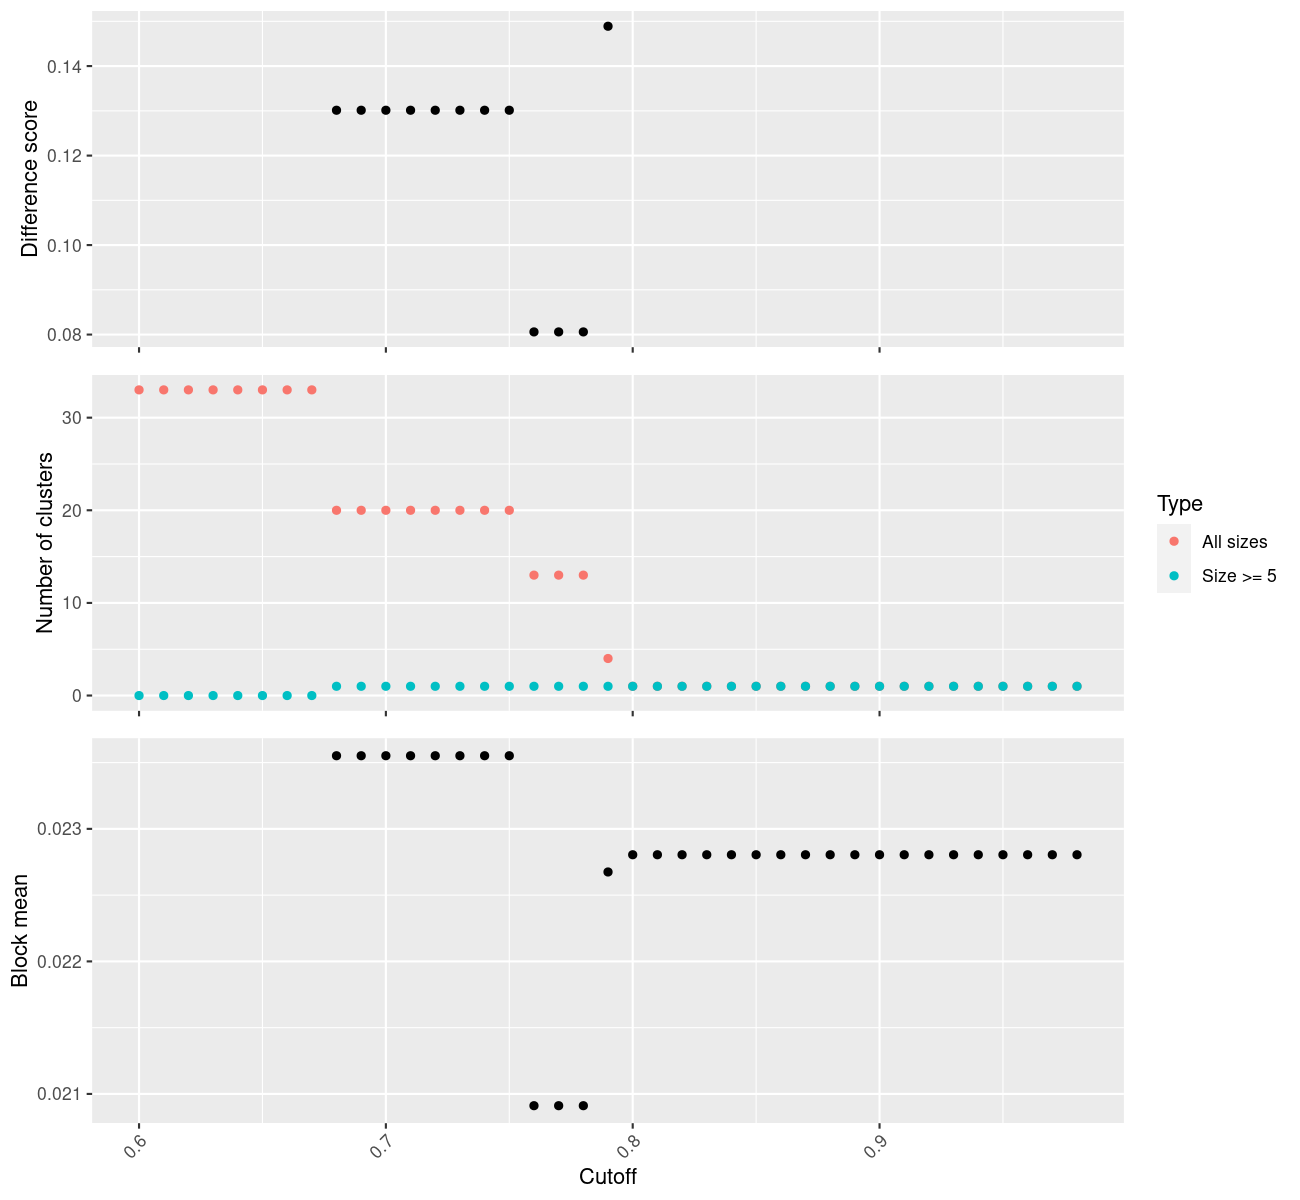 Difference score
0.14
0.12
0.10
0.08
Number of clusters
30
20
10
0
Type
All sizes
Size >= 5
Block mean
0.023
0.022
0.021
0.6
0.7
0.8
0.9
Cutoff